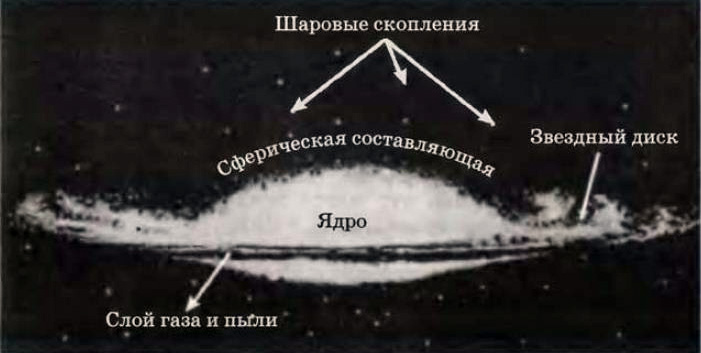 Шаровые скопления
Звездный диск
Сферическая составляющая
Ядро
Слой газа и пыли